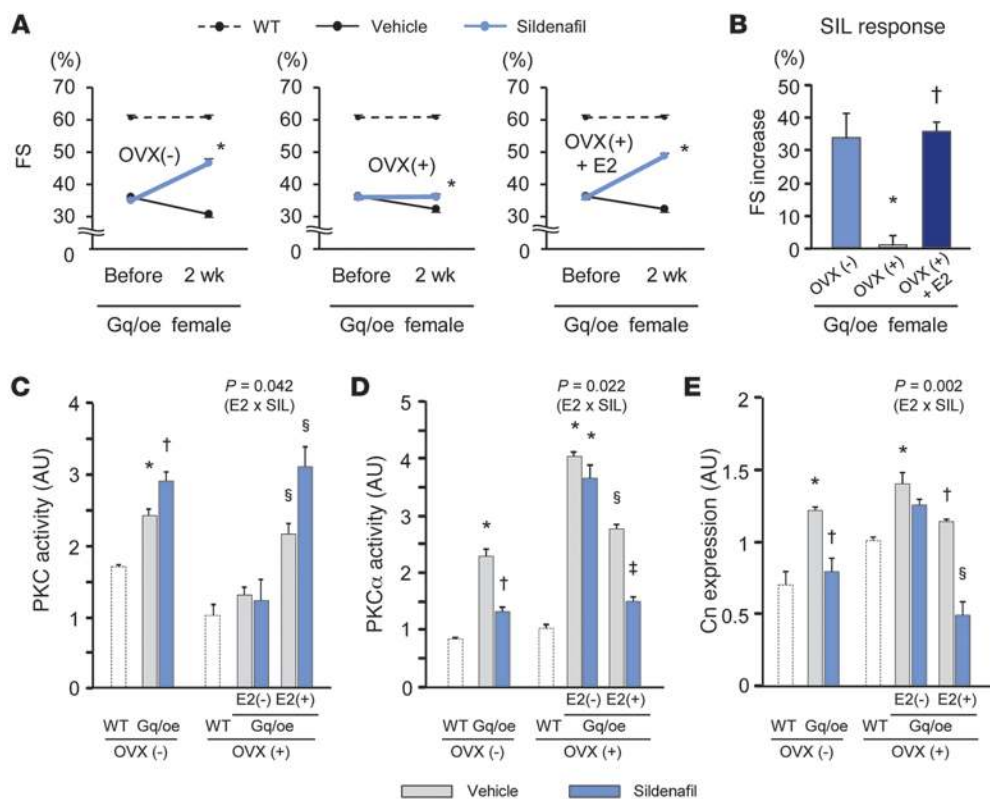 A
WT
Vehicle
Sildenafil
B
SIL response
(%)
(%)
(%)
(%)
70
60
50
40
30
0
FS
OVX(-)
*
Before
2 wk
Gq/oe female
70
60
50
40
30
0
OVX(+)
*
Before
2 wk
Gq/oe female
70
60
50
40
30
0
OVX(+)
+ E2
*
Before
2 wk
Gq/oe female
50
40
30
20
10
0
FS increase
*
†
OVX (-)
OVX (+)
OVX (+)
+ E2
Gq/oe female
C
P = 0.042
(E2 x SIL)
4
3
2
1
0
PKC activity (AU)
*
†
§
§
E2(-) E2(+)
WT Gq/oe
WT
Gq/oe
OVX (-)
OVX (+)
D
P = 0.022
(E2 x SIL)
5
4
3
2
1
0
PKCα activity (AU)
*
†
*
*
§
‡
E2(-) E2(+)
WT Gq/oe
WT
Gq/oe
OVX (-)
OVX (+)
E
P = 0.002
(E2 x SIL)
2
1.5
1
0.5
0
Cn expression (AU)
*
†
*
†
§
E2(-) E2(+)
WT Gq/oe
WT
Gq/oe
OVX (-)
OVX (+)
Vehicle
Sildenafil